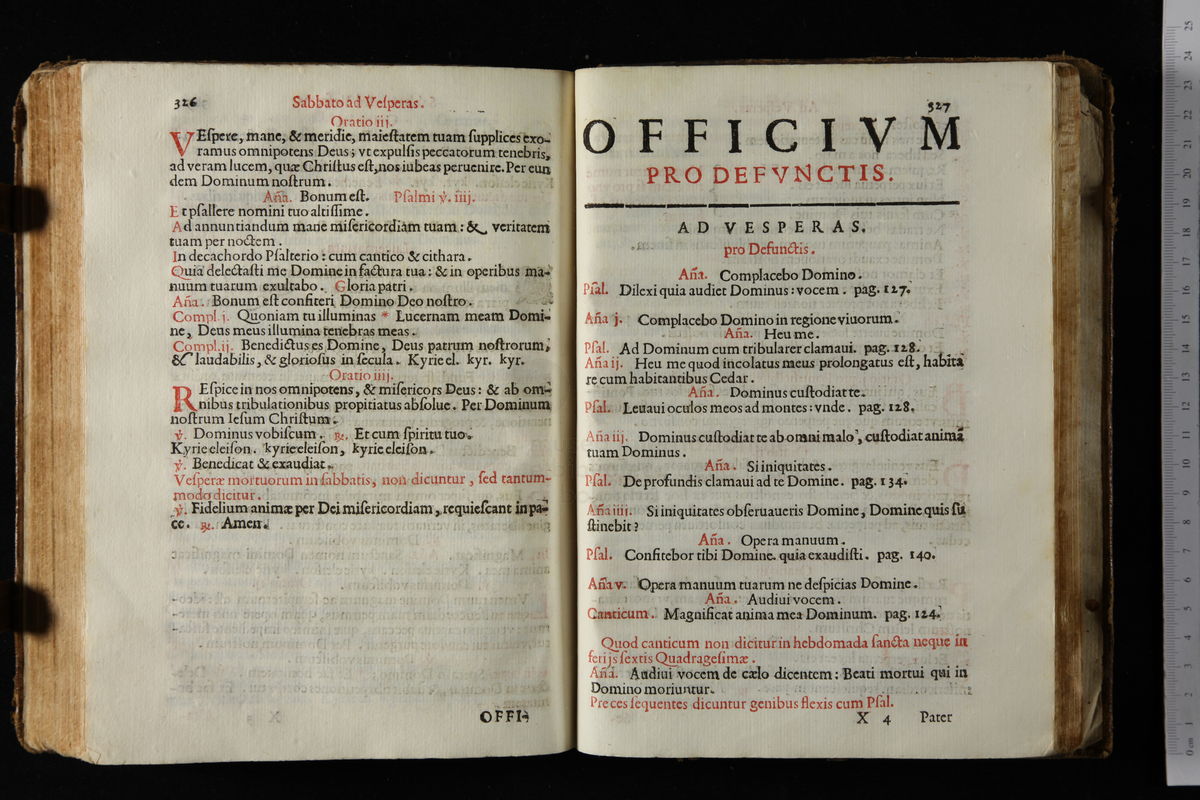 326 Sabbato ad Veſperas.
Oratio iij.
VEſpere, mane, & meridie, maieſtatem tuam ſupplices exo-
ramus omnipotens Deus; vt expulſis peccatorum tenebris,
ad veram lucem, quæ Chriſtus eſt, nos iubeas peruenire. Per eun
dem Dominum noſtrum.
Aña. Bonum eſt. Pſalmi ℣. iiij.
Et pſallere nomini tuo altiſſime.
Ad annuntiandum mane miſericordiam tuam: & veritatem
tuam per noctem.
In decachordo Pſalterio: cum cantico & cithara.
Quia delectaſti me Domine in factura tua: & in operibus ma-
nuum tuarum exultabo. Gloria patri.
Aña. Bonum eſt confiteri Domino Deo noſtro.
Compl. j. Quoniam tu illuminas * Lucernam meam Domi-
ne, Deus meus illumina tenebras meas.
Compl. ij. Benedictus es Domine, Deus patrum noſtrorum,
& laudabilis, & glorioſus in ſecula. Kyrie el. kyr. kyr.
Oratio iiij.
REſpice in nos omnipotens, & miſericors Deus: & ab om-
nibus tribulationibus propitiatus abſolue. Per Dominum
noſtrum Ieſum Chriſtum.
℣. Dominus vobiſcum. ℟. Et cum ſpiritu tuo.
Kyrie eleiſon. kyrie eleiſon, kyrie eleiſon.
℣. Benedicat & exaudiat.
Veſperæ mortuorum in ſabbatis, non dicuntur, ſed tantum-
modo dicitur.
℣. Fidelium animæ per Dei miſericordiam, requieſcant in pa-
ce. ℟. Amen.
OFFI-
327
OFFICIVM
PRO DEFVNCTIS.
AD VESPERAS.
pro Defunctis.
Aña. Complacebo Domino.
Pſal. Dilexi quia audiet Dominus: vocem. pag. 127.
Aña j. Complacebo Domino in regione viuorum.
Aña. Heu me.
Pſal. Ad Dominum cum tribularer clamaui. pag. 128.
Aña ij. Heu me quod incolatus meus prolongatus eſt, habita
re cum habitantibus Cedar.
Aña. Dominus cuſtodiat te.
Pſal. Leuaui oculos meos ad montes: vnde. pag. 128.
Aña iij. Dominus cuſtodiat te ab omni malo, cuſtodiat animã
tuam Dominus.
Aña. Si iniquitates.
Pſal. De profundis clamaui ad te Domine. pag. 134.
Aña iiij. Si iniquitates obſeruaueris Domine, Domine quis ſu
ſtinebit?
Aña. Opera manuum.
Pſal. Confitebor tibi Domine. quia exaudiſti. pag. 140.
Aña v. Opera manuum tuarum ne deſpicias Domine.
Aña. Audiui vocem.
Canticum. Magnificat anima mea Dominum. pag. 124.
Quod canticum non dicitur in hebdomada ſancta neque in
ferijs ſextis Quadrageſimæ.
Aña. Audiui vocem de cælo dicentem: Beati mortui qui in
Domino moriuntur.
Preces ſequentes dicuntur genibus flexis cum Pſal.
X 4 Pater